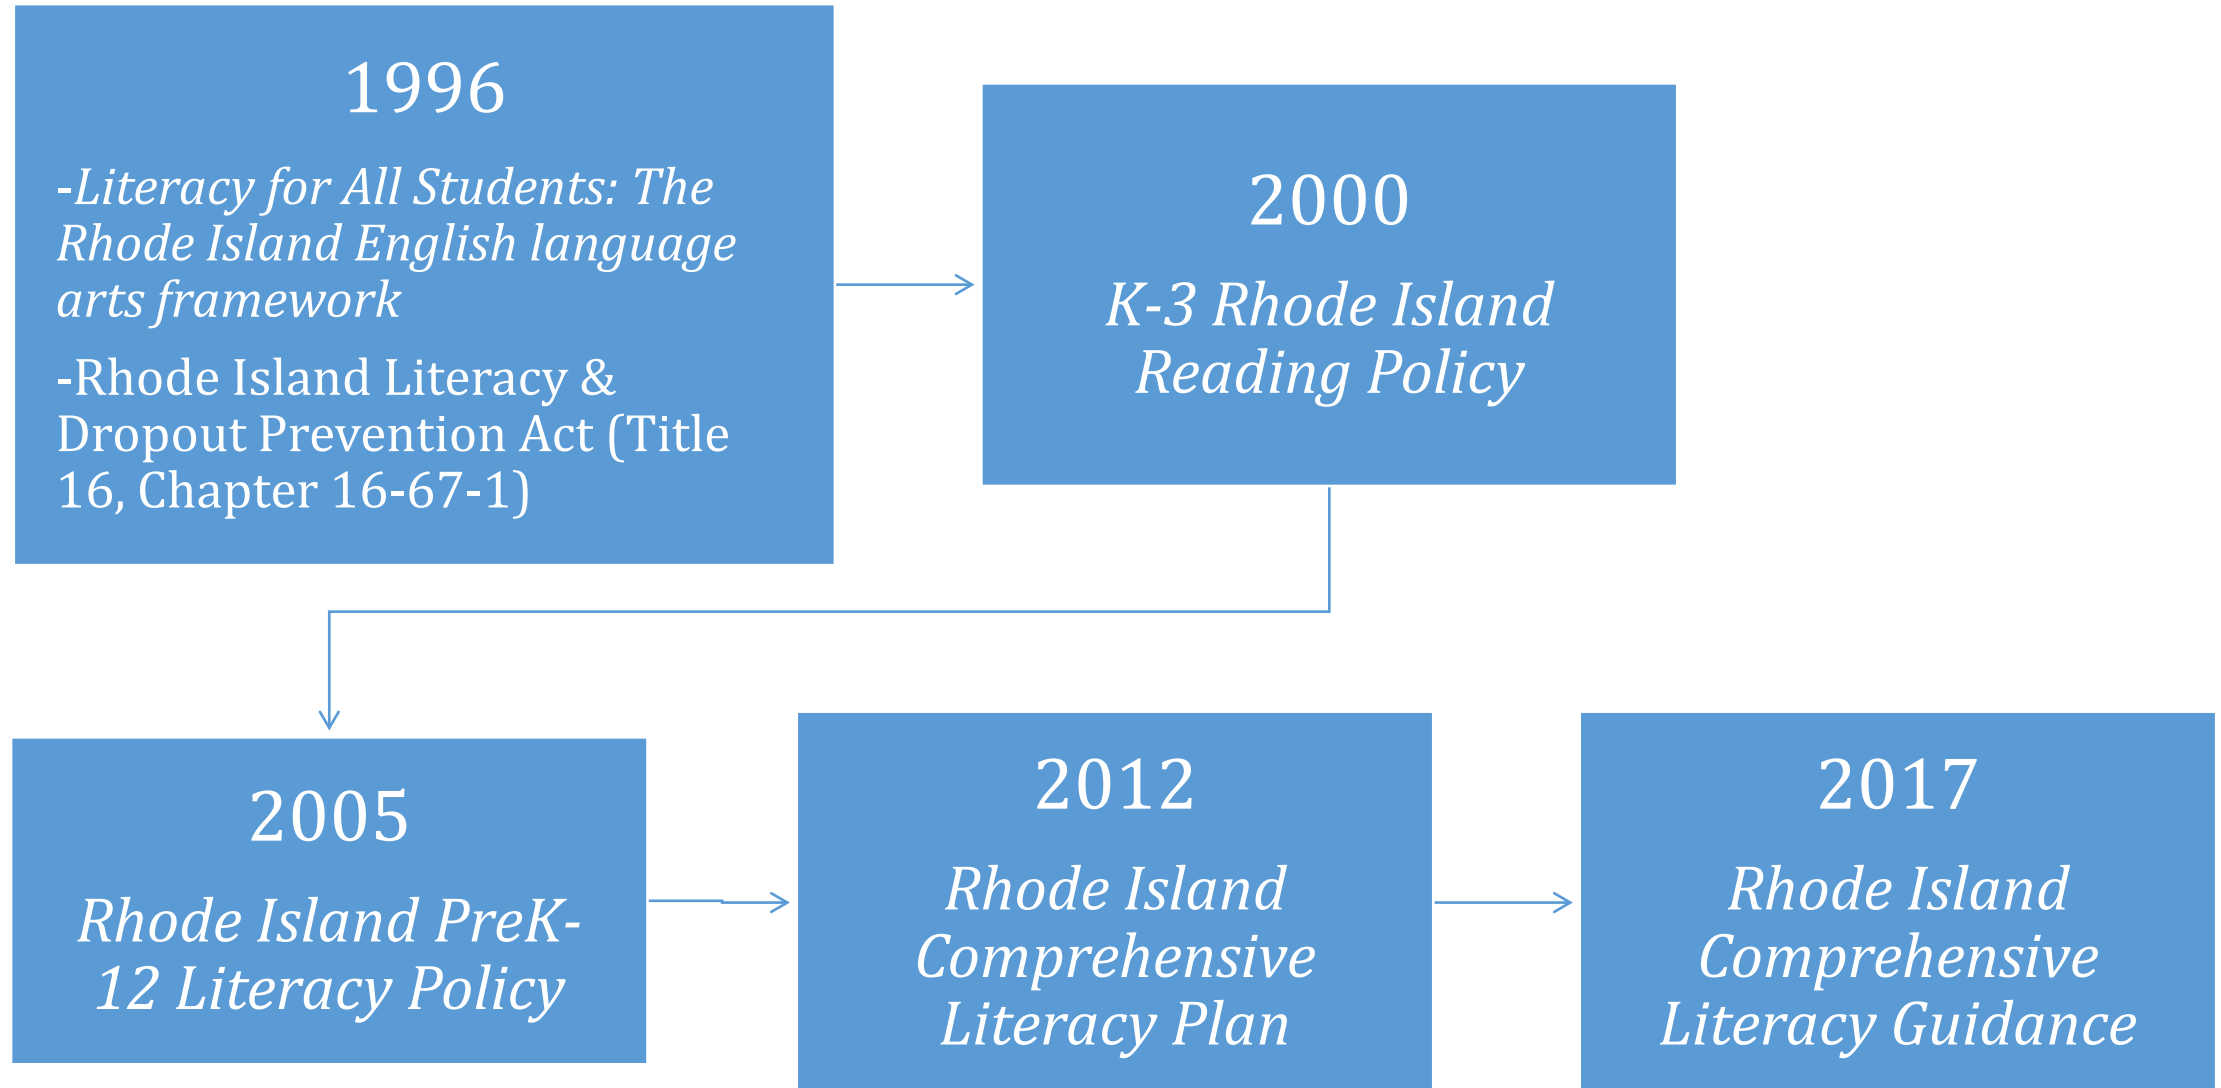 1996
-Literacy for All Students: The
Rhode Island English language
arts framework
-Rhode Island Literacy &
Dropout Prevention Act (Title
16, Chapter 16-67-1)
2000
K-3 Rhode Island
Reading Policy
2005
Rhode Island PreK-
12 Literacy Policy
2012
Rhode Island
Comprehensive
Literacy Plan
2017
Rhode Island
Comprehensive
Literacy Guidance